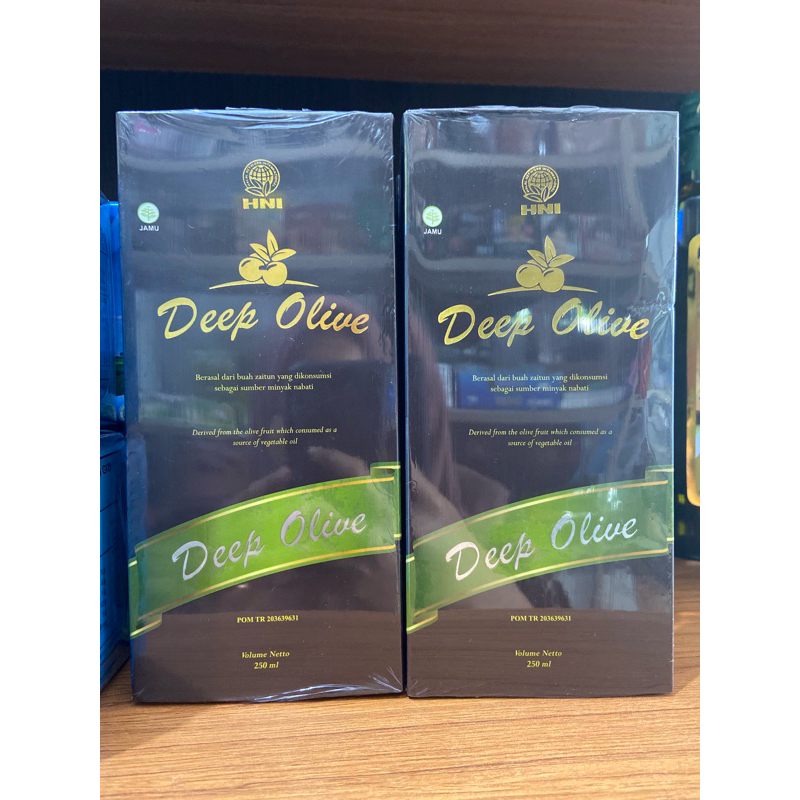 HNI
JAMU
Deep Olive
Berasal dari buah zaitun yang dikonsumsi
sebagai sumber minyak nabati
Derived from the olive fruit which consumed as a
source of vegetable oil
Deep Olive
POM TR 203639631
Volume Netto
250 ml
HNI
JAMU
Deep Olive
Berasal dari buah zaitun yang dikonsumsi
sebagai sumber minyak nabati
Derived from the olive fruit which consumed as a
source of vegetable oil
Deep Olive
POM TR 203639631
Volume Netto
250 ml